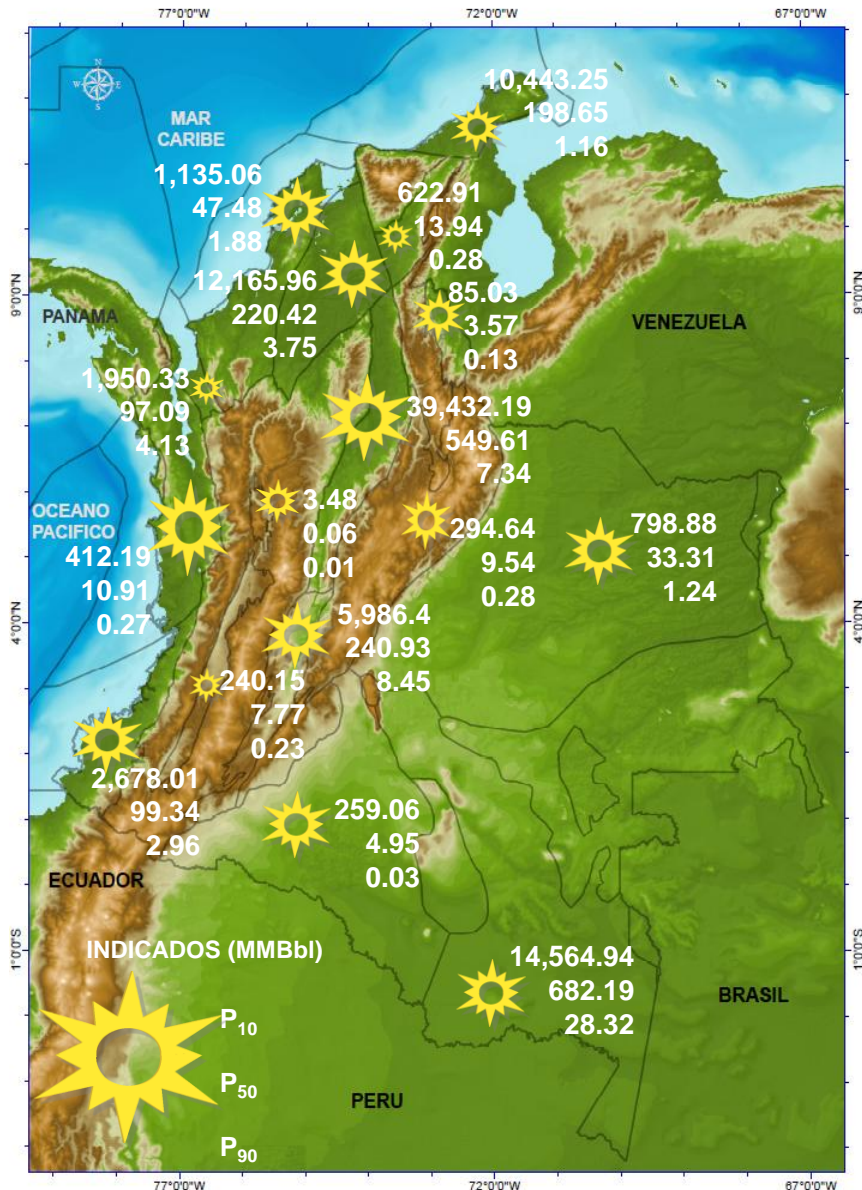 77°0'0"W
72°0'0"W
67°0'0"W
N
W
E
S
10,443.25
198.65
1.16
MAR
CARIBE
1,135.06
47.48
1.88
622.91
13.94
0.28
12,165.96
220.42
3.75
85.03
3.57
0.13
9°0'0"N
9°0'0"N
PANAMA
VENEZUELA
1,950.33
97.09
4.13
39,432.19
549.61
7.34
OCEANO
PACIFICO
412.19
10.91
0.27
3.48
0.06
0.01
294.64
9.54
0.28
798.88
33.31
1.24
4°0'0"N
4°0'0"N
5,986.4
240.93
8.45
240.15
7.77
0.23
2,678.01
99.34
2.96
259.06
4.95
0.03
ECUADOR
INDICADOS (MMBbl)
P10
P50
P90
14,564.94
682.19
28.32
1°0'0"S
1°0'0"S
BRASIL
PERU
77°0'0"W
72°0'0"W
67°0'0"W